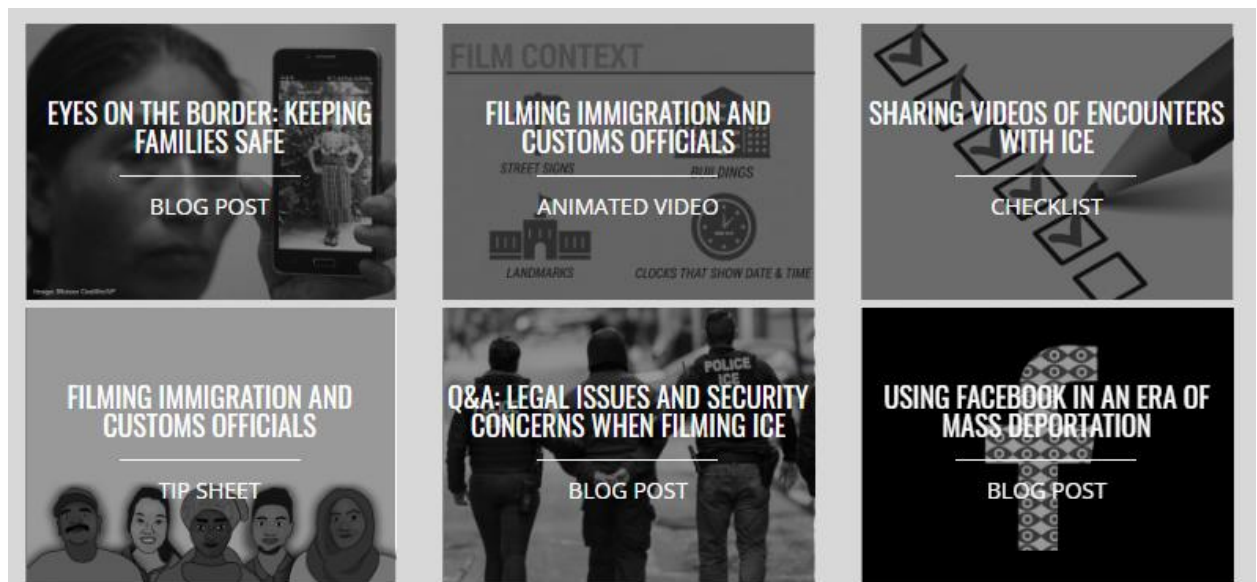 EYES ON THE BORDER: KEEPING
FAMILIES SAFE
BLOG POST
FILM CONTEXT
FILMING IMMIGRATION AND
CUSTOMS OFFICIALS
STREET SIGNS
BUILDINGS
ANIMATED VIDEO
LANDMARKS
CLOCKS THAT SHOW DATE & TIME
SHARING VIDEOS OF ENCOUNTERS
WITH ICE
CHECKLIST
FILMING IMMIGRATION AND
CUSTOMS OFFICIALS
TIP SHEET
POLICE
ICE
Q&A: LEGAL ISSUES AND SECURITY
CONCERNS WHEN FILMING ICE
BLOG POST
USING FACEBOOK IN AN ERA OF
MASS DEPORTATION
BLOG POST